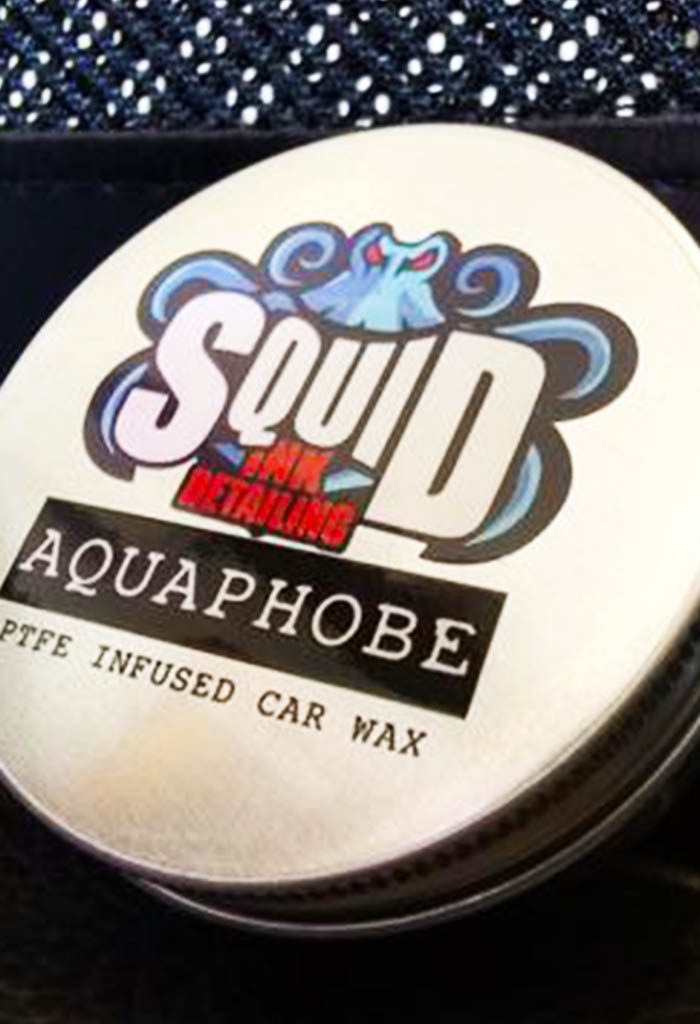 SQUID
INK
DETAILING
AQUAPHOBE
PTFE INFUSED CAR WAX